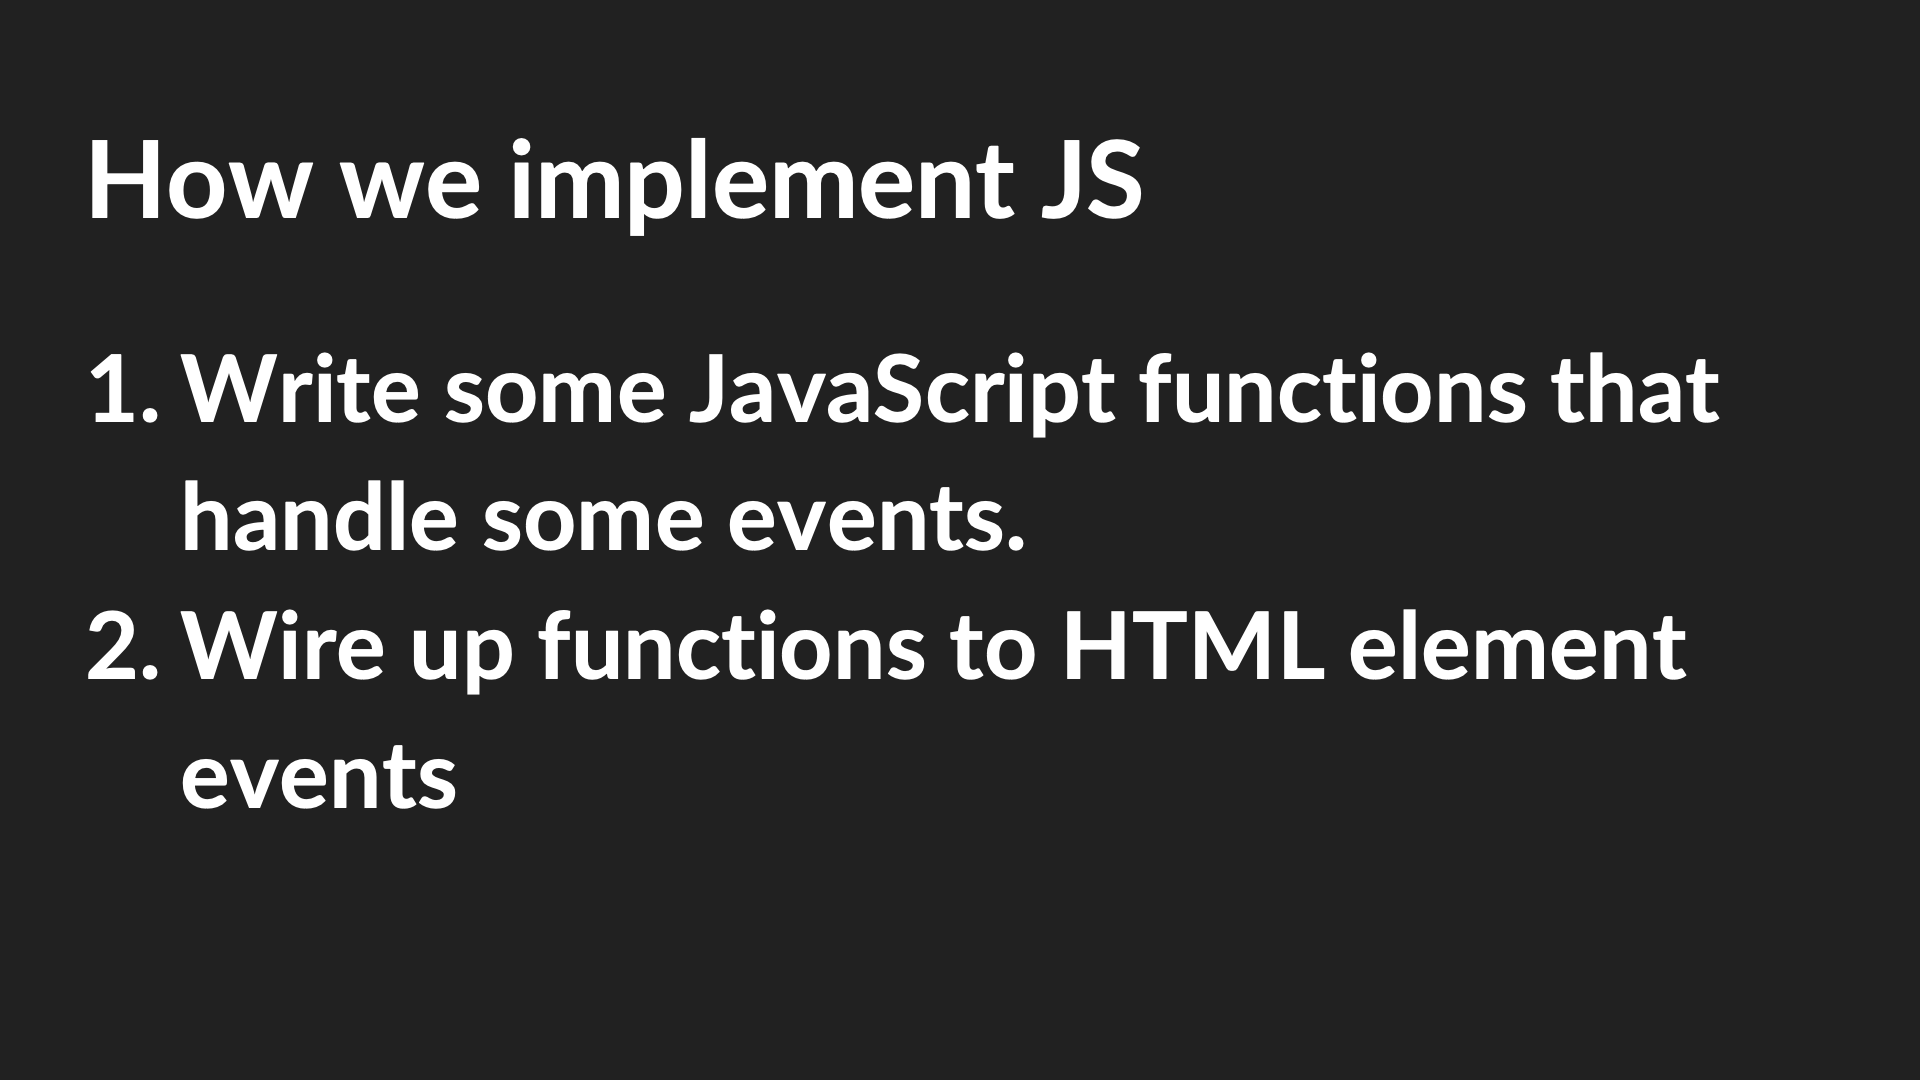 How we implement JS
1. Write some JavaScript functions that
handle some events.
2. Wire up functions to HTML element
events